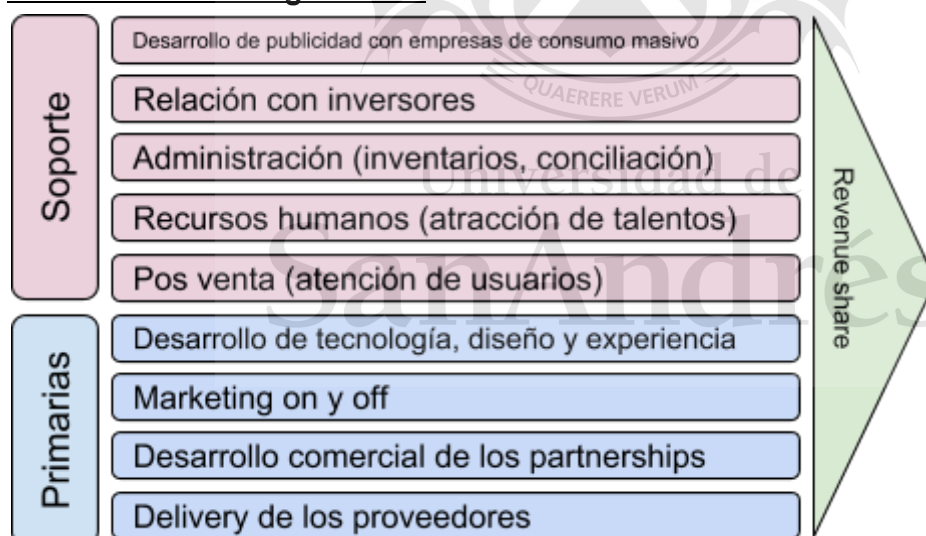 Soporte
Desarrollo de publicidad con empresas de consumo masivo
Relación con inversores
Administración (inventarios, conciliación)
Recursos humanos (atracción de talentos)
Pos venta (atención de usuarios)
Primarias
Desarrollo de tecnología, diseño y experiencia
Marketing on y off
Desarrollo comercial de los partnerships
Delivery de los proveedores
Revenue share
QUAERERE VERUM
Universidad de
SanAndrés